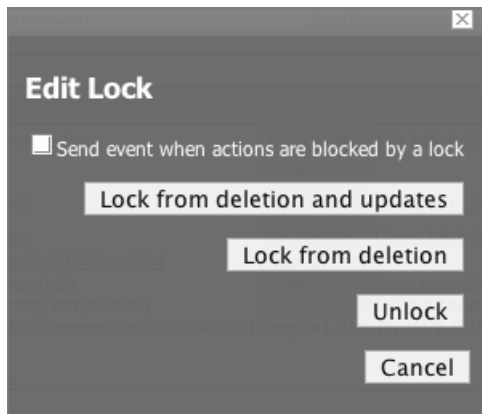 Edit Lock
Send event when actions are blocked by a lock
Lock from deletion and updates
Lock from deletion
Unlock
Cancel